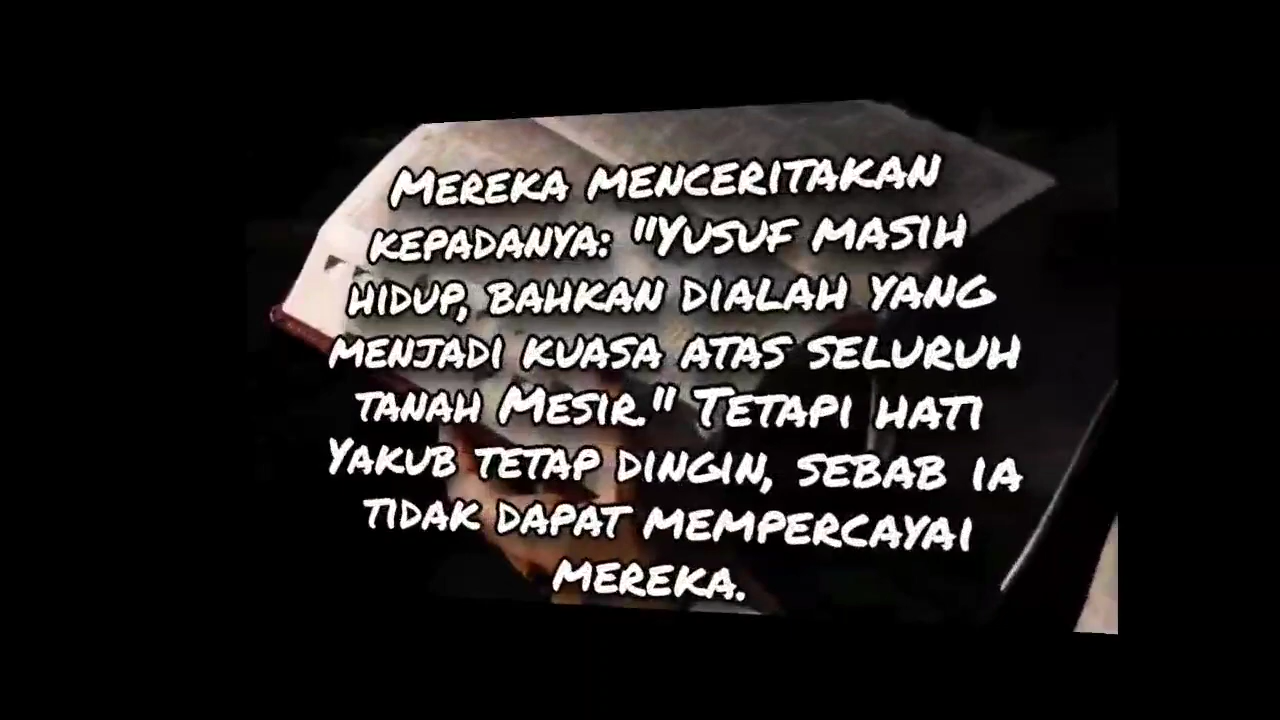 Mereka menceritakan
kepadanya: "Yusuf masih
hidup, bahkan dialah yang
menjadi kuasa atas seluruh
tanah Mesir." Tetapi hati
Yakub tetap dingin, sebab ia
tidak dapat mempercayai
mereka.